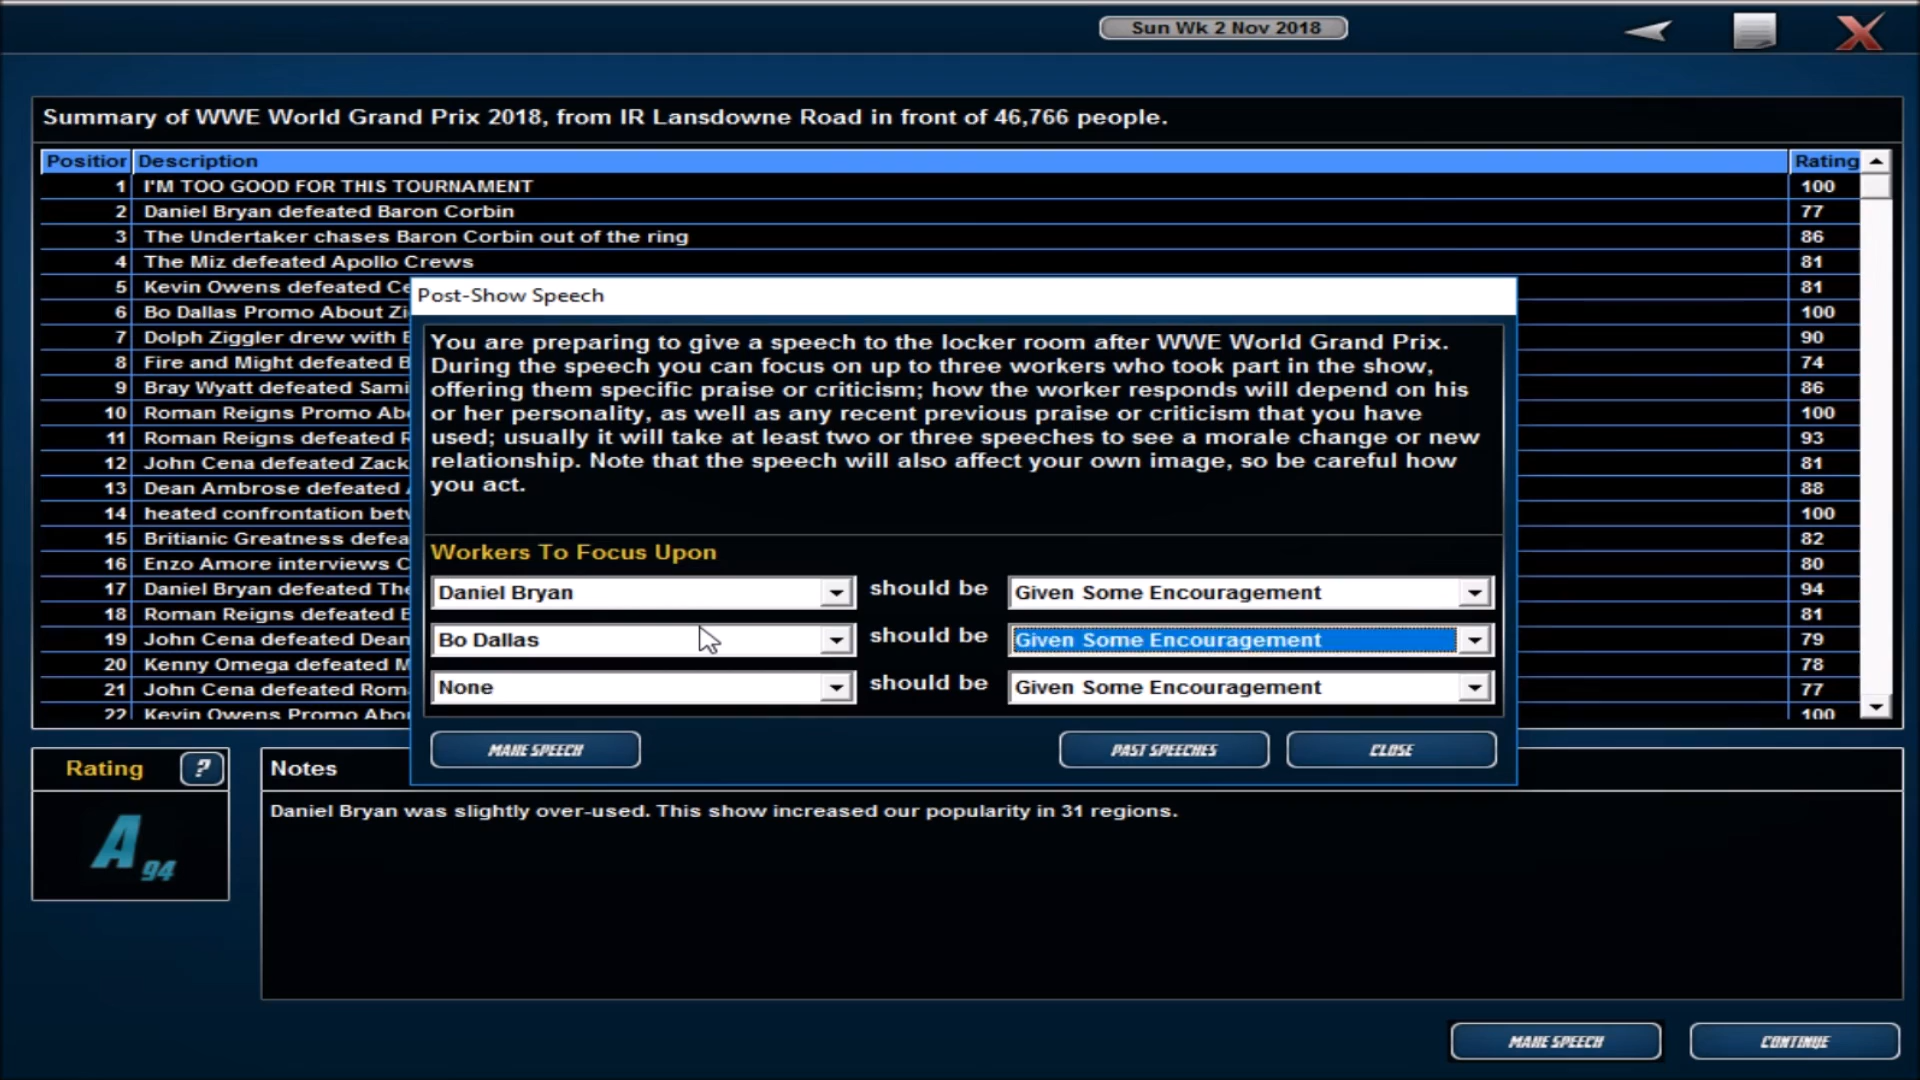 Sun Wk 2 Nov 2018
Summary of WWE World Grand Prix 2018, from IR Lansdowne Road in front of 46,766 people.
Position Description Rating
1 I'M TOO GOOD FOR THIS TOURNAMENT 100
2 Daniel Bryan defeated Baron Corbin 77
3 The Undertaker chases Baron Corbin out of the ring 86
4 The Miz defeated Apollo Crews 81
5 Kevin Owens defeated Ce 81
6 Bo Dallas Promo About Zi 100
7 Dolph Ziggler drew with 90
8 Fire and Might defeated 74
9 Bray Wyatt defeated Sami 86
10 Roman Reigns Promo Abo 100
11 Roman Reigns defeated 93
12 John Cena defeated Zack 81
13 Dean Ambrose defeated 88
14 heated confrontation betw 100
15 Britianic Greatness defea 82
16 Enzo Amore interviews C 80
17 Daniel Bryan defeated The 94
18 Roman Reigns defeated 81
19 John Cena defeated Dean 79
20 Kenny Omega defeated M 78
21 John Cena defeated Rom 77
22 Kevin Owens Promo Abo 100
Post-Show Speech
You are preparing to give a speech to the locker room after WWE World Grand Prix.
During the speech you can focus on up to three workers who took part in the show,
offering them specific praise or criticism; how the worker responds will depend on his
or her personality, as well as any recent previous praise or criticism that you have
used; usually it will take at least two or three speeches to see a morale change or new
relationship. Note that the speech will also affect your own image, so be careful how
you act.
Workers To Focus Upon
Daniel Bryan should be Given Some Encouragement
Bo Dallas should be Given Some Encouragement
None should be Given Some Encouragement
MAKE SPEECH PAST SPEECHES CLOSE
Rating ? Notes
A 94
Daniel Bryan was slightly over-used. This show increased our popularity in 31 regions.
MAKE SPEECH CONTINUE